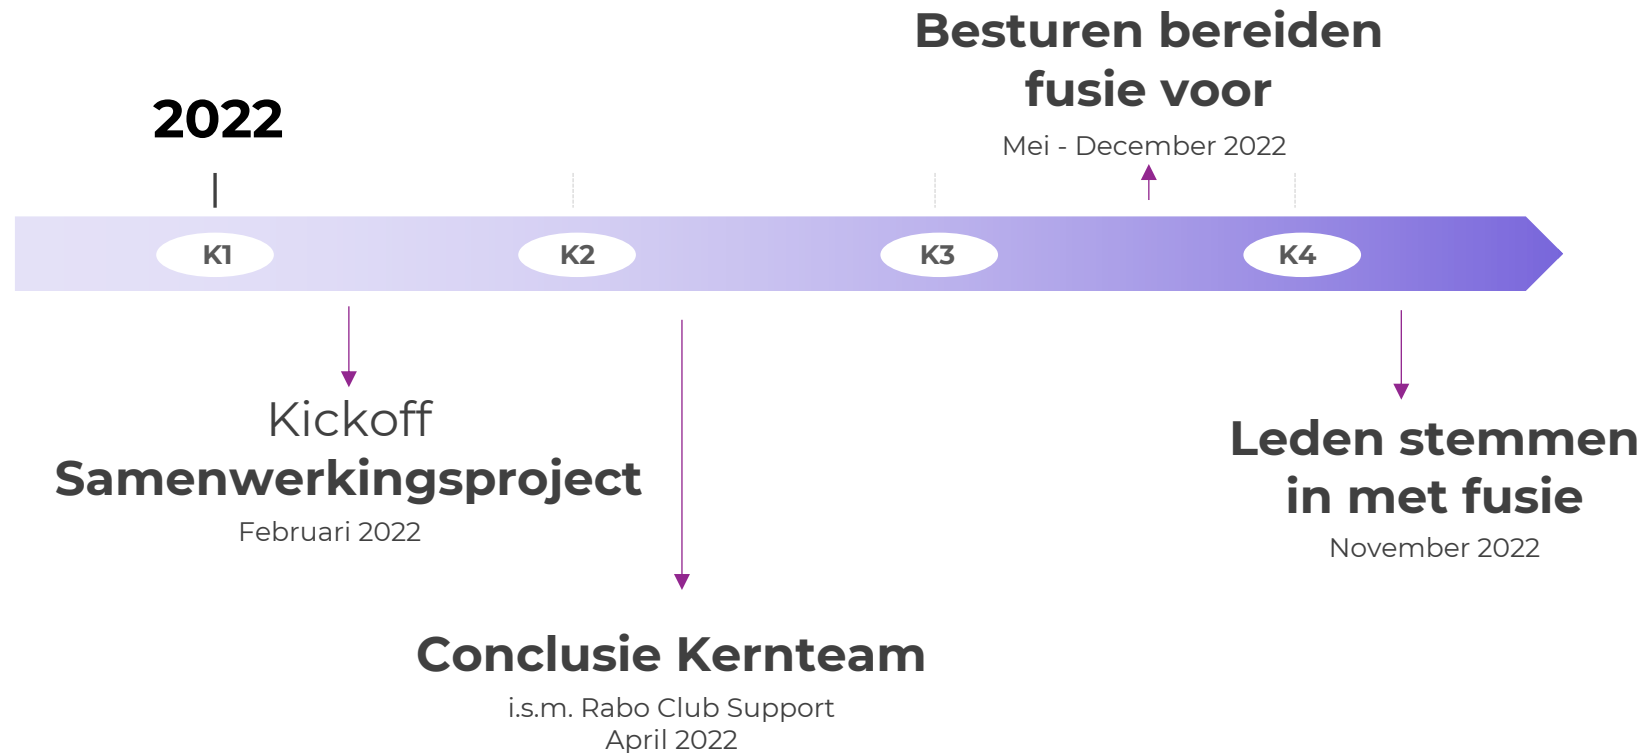 Besturen bereiden
fusie voor
Mei - December 2022
2022
K1
K2
K3
K4
Kickoff
Samenwerkingsproject
Februari 2022
Conclusie Kernteam
i.s.m. Rabo Club Support
April 2022
Leden stemmen
in met fusie
November 2022